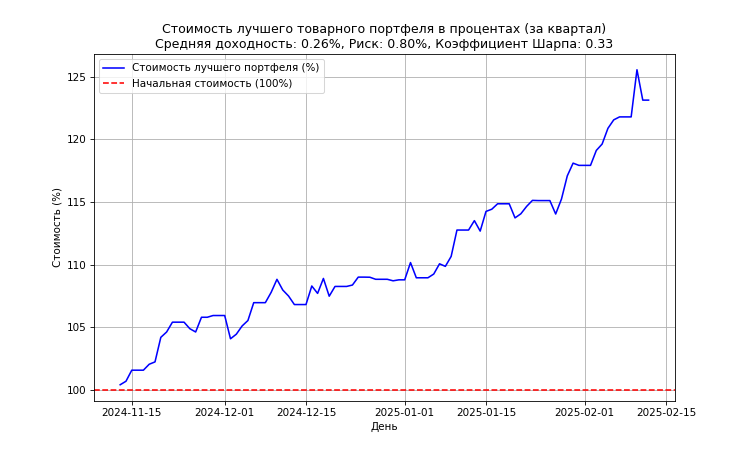 Стоимость лучшего товарного портфеля в процентах (за квартал)
Средняя доходность: 0.26%, Риск: 0.80%, Коэффициент Шарпа: 0.33
Стоимость лучшего портфеля (%)
Начальная стоимость (100%)
Стоимость (%)
125
120
115
110
105
100
2024-11-15
2024-12-01
2024-12-15
2025-01-01
2025-01-15
2025-02-01
2025-02-15
День